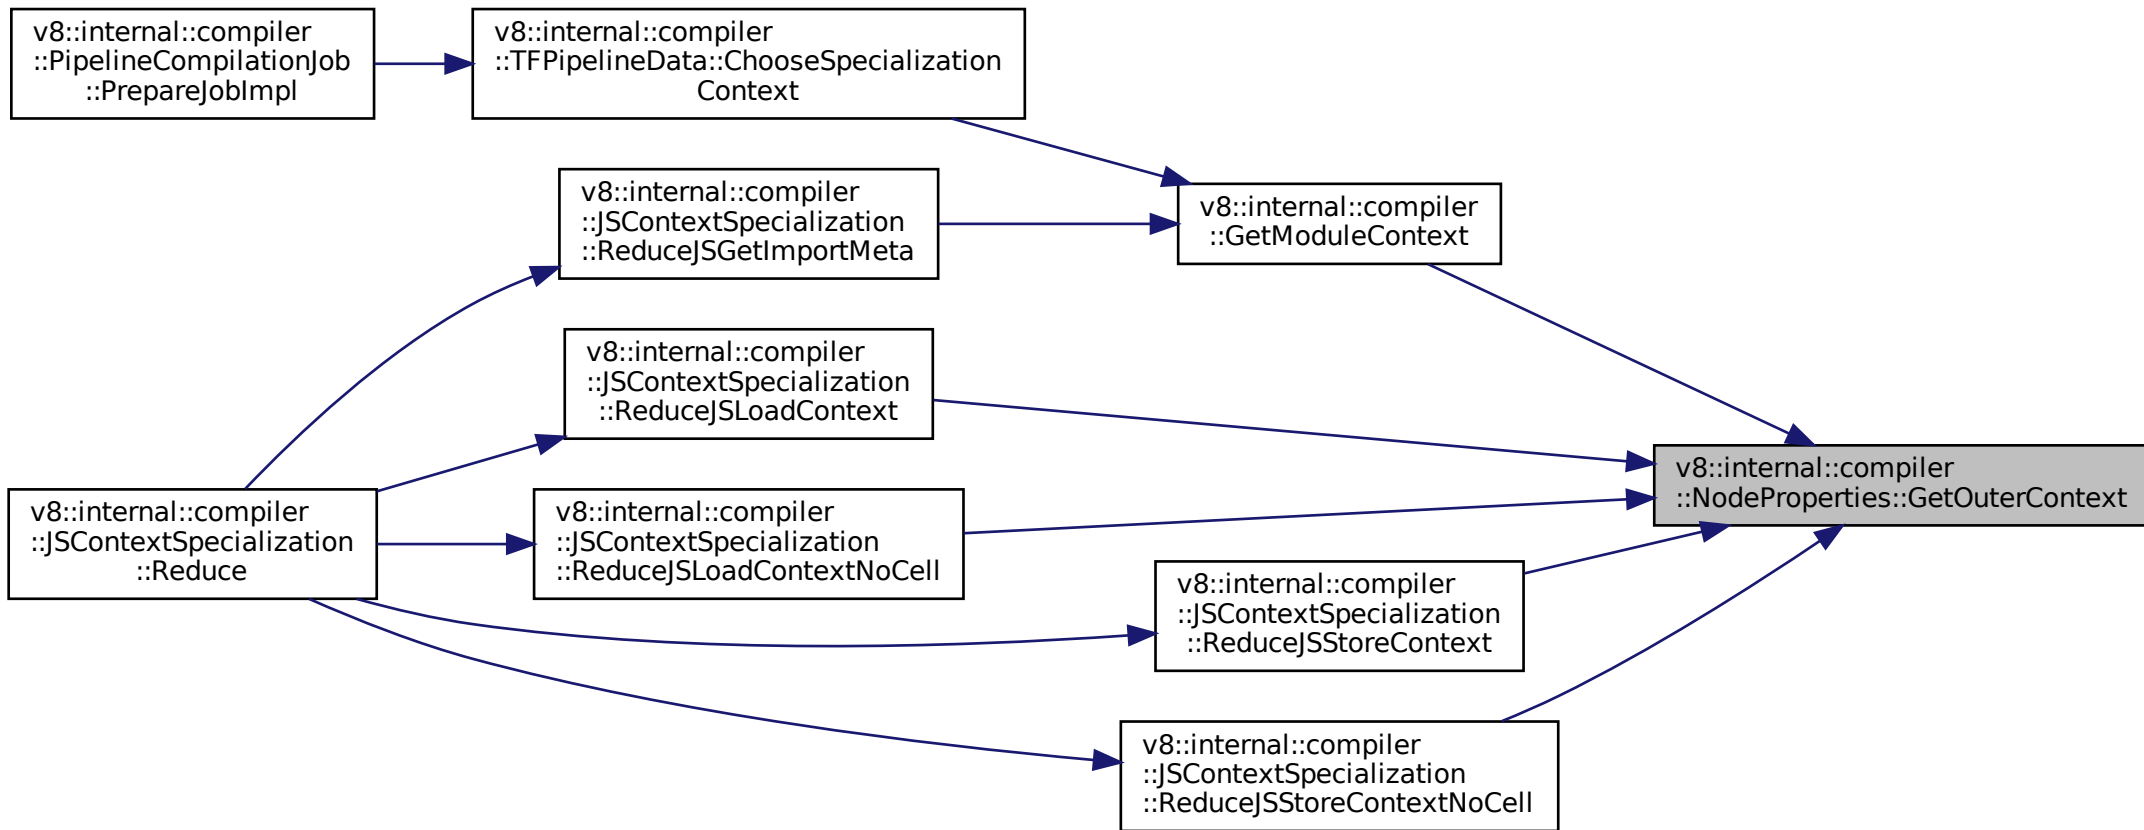 v8::internal::compiler
::PipelineCompilationJob
::PrepareJobImpl
v8::internal::compiler
::TFPipelineData::ChooseSpecialization
Context
v8::internal::compiler
::JSContextSpecialization
::ReduceJSGetImportMeta
v8::internal::compiler
::GetModuleContext
v8::internal::compiler
::JSContextSpecialization
::ReduceJSLoadContext
v8::internal::compiler
::NodeProperties::GetOuterContext
v8::internal::compiler
::JSContextSpecialization
::Reduce
v8::internal::compiler
::JSContextSpecialization
::ReduceJSLoadContextNoCell
v8::internal::compiler
::JSContextSpecialization
::ReduceJSStoreContext
v8::internal::compiler
::JSContextSpecialization
::ReduceJSStoreContextNoCell